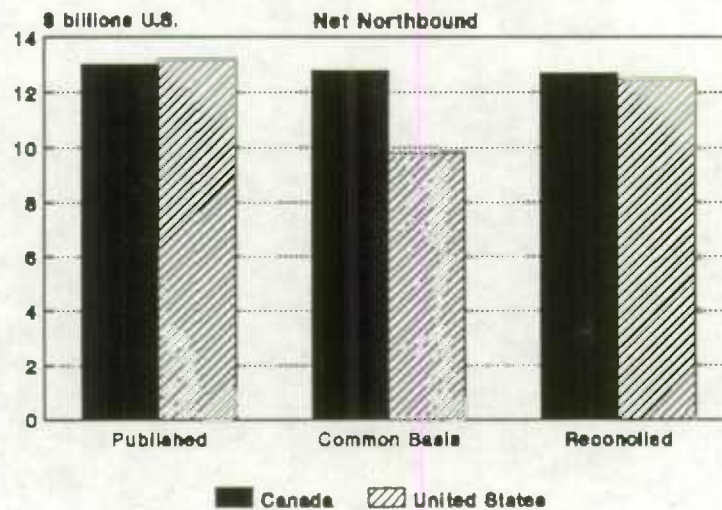 $ billions U.S. Net Northbound
14
12
10
8
6
4
2
0
Published Common Basis Reconciled
Canada United States